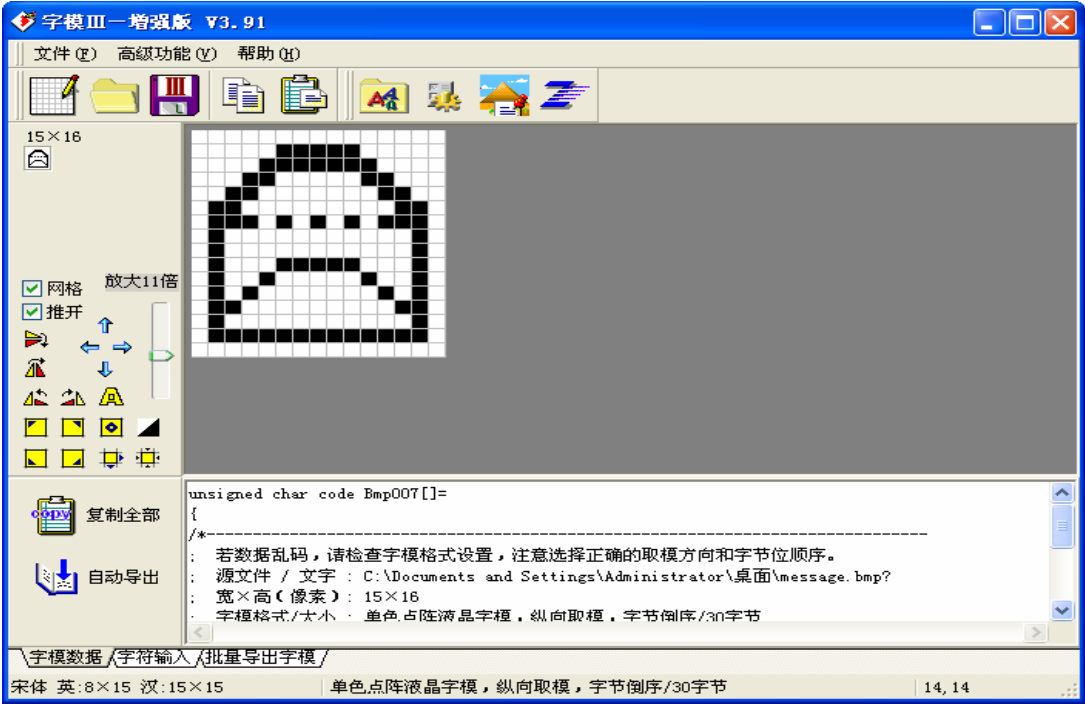 字模III－增强版 V3.91
文件(F) 高级功能(V) 帮助(H)
15×16
网格 放大11倍
推开
unsigned char code Bmp007[]=
{
/*--------------------------------------------------------------------------------
; 若数据乱码，请检查字模格式设置，注意选择正确的取模方向和字节位顺序。
; 源文件 / 文字 : C:\Documents and Settings\Administrator\桌面\message.bmp?
; 宽×高(像素): 15×16
; 字模格式/大小 : 单色点阵液晶字模，纵向取模，字节倒序/30字节
copy 复制全部
自动导出
字模数据 字符输入 批量导出字模
宋体 英:8×15 汉:15×15 单色点阵液晶字模，纵向取模，字节倒序/30字节 14,14